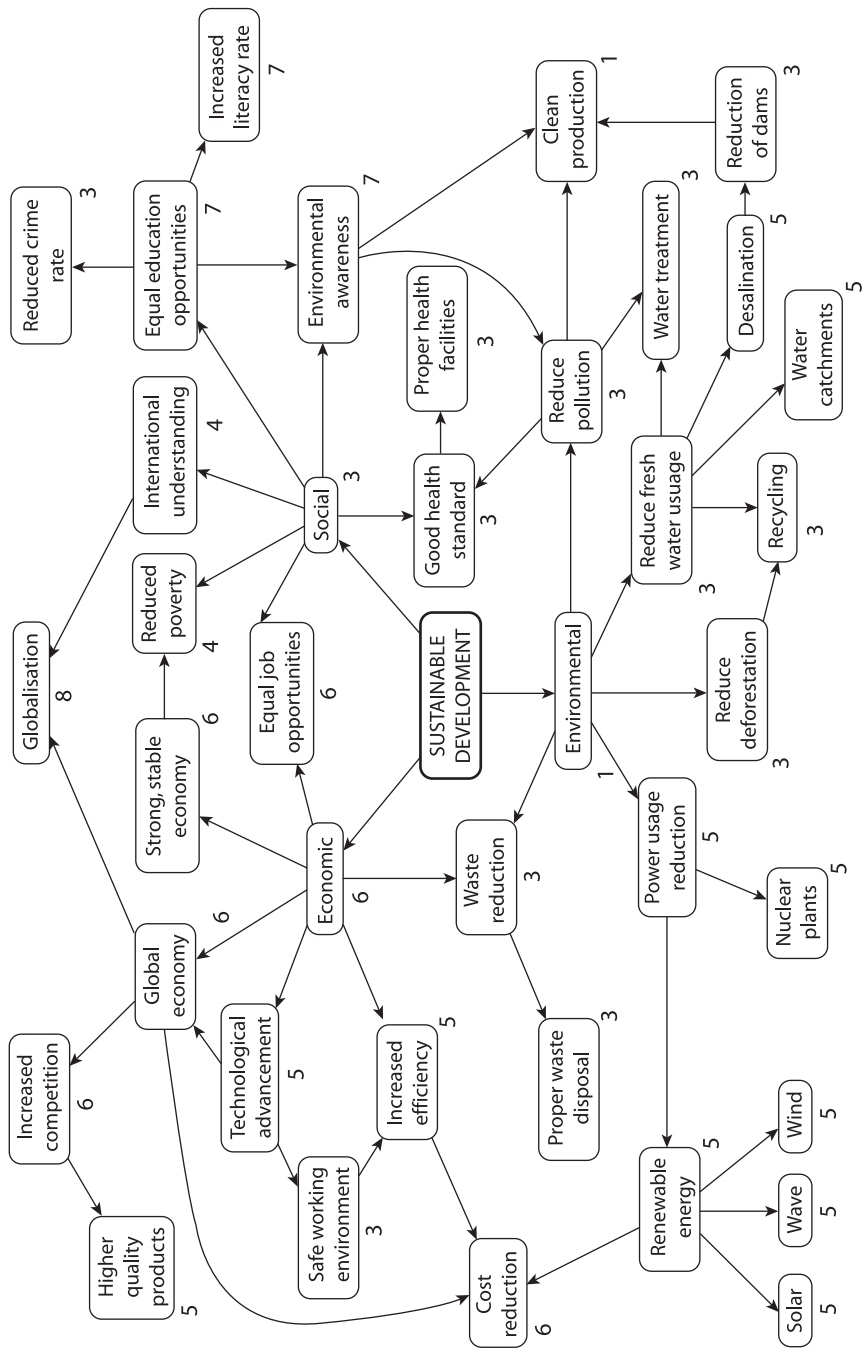 Increased
competition
6
Globalisation
8
Reduced crime
rate
3
Higher
quality
products
5
Global
economy
6
Strong, stable
economy
6
Reduced
poverty
4
International
understanding
4
Equal education
opportunities
7
Increased
literacy rate
7
Technological
advancement
5
Equal job
opportunities
6
Safe working
environment
3
Economic
6
Social
3
Environmental
awareness
7
Increased
efficiency
5
SUSTAINABLE
DEVELOPMENT
Good health
standard
3
Proper health
facilities
3
Cost
reduction
6
Waste
reduction
3
Proper waste
disposal
3
Environmental
1
Reduce
pollution
3
Clean
production
1
Renewable
energy
5
Power usage
reduction
5
Reduce fresh
water usuage
3
Water treatment
3
Reduce
deforestation
3
Desalination
5
Reduction
of dams
3
Solar
5
Wave
5
Wind
5
Nuclear
plants
5
Recycling
3
Water
catchments
5